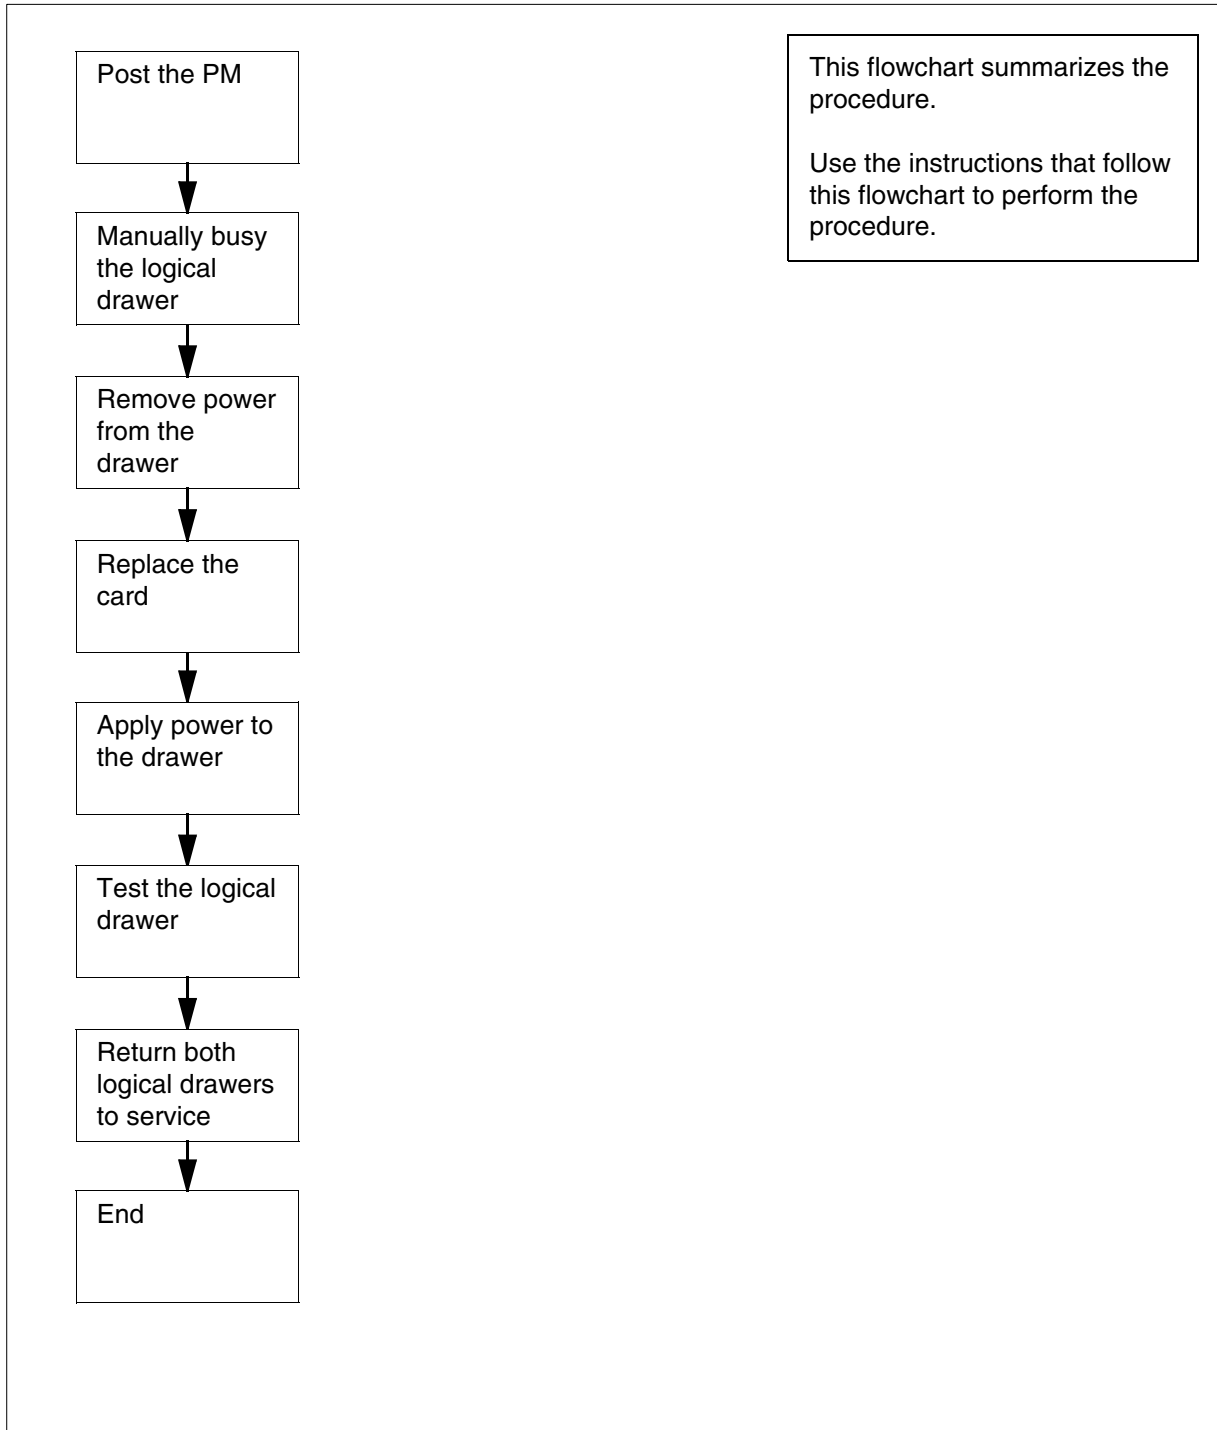 Post the PM
This flowchart summarizes the
procedure.
Use the instructions that follow
this flowchart to perform the
procedure.
Manually busy
the logical
drawer
Remove power
from the
drawer
Replace the
card
Apply power to
the drawer
Test the logical
drawer
Return both
logical drawers
to service
End